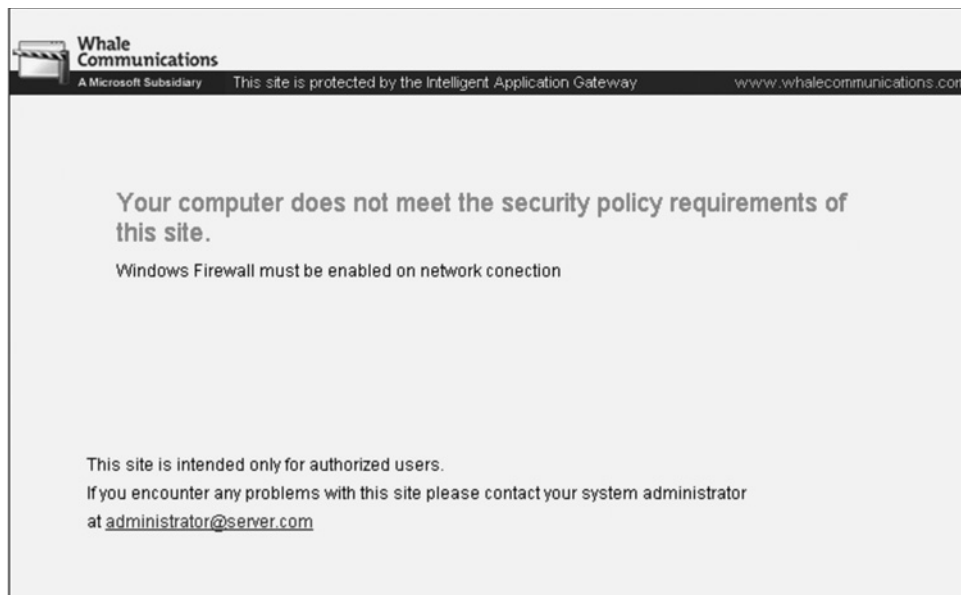 Whale
Communications
A Microsoft Subsidiary This site is protected by the Intelligent Application Gateway www.whalecommunications.com
Your computer does not meet the security policy requirements of
this site.
Windows Firewall must be enabled on network conection
This site is intended only for authorized users.
If you encounter any problems with this site please contact your system administrator
at administrator@server.com